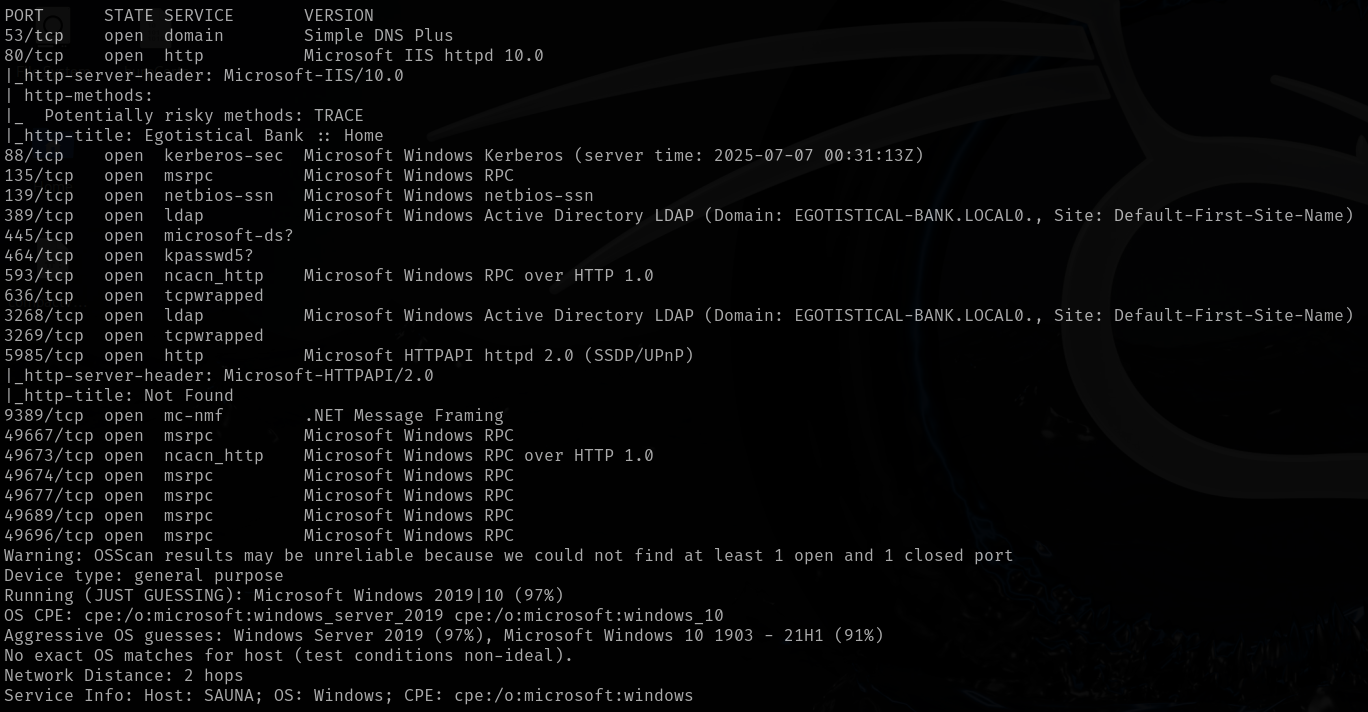 PORT      STATE SERVICE       VERSION
53/tcp    open  domain        Simple DNS Plus
80/tcp    open  http          Microsoft IIS httpd 10.0
|_http-server-header: Microsoft-IIS/10.0
| http-methods:
|_  Potentially risky methods: TRACE
|_http-title: Egotistical Bank :: Home
88/tcp    open  kerberos-sec  Microsoft Windows Kerberos (server time: 2025-07-07 00:31:13Z)
135/tcp   open  msrpc         Microsoft Windows RPC
139/tcp   open  netbios-ssn   Microsoft Windows netbios-ssn
389/tcp   open  ldap          Microsoft Windows Active Directory LDAP (Domain: EGOTISTICAL-BANK.LOCAL0., Site: Default-First-Site-Name)
445/tcp   open  microsoft-ds?
464/tcp   open  kpasswd5?
593/tcp   open  ncacn_http    Microsoft Windows RPC over HTTP 1.0
636/tcp   open  tcpwrapped
3268/tcp  open  ldap          Microsoft Windows Active Directory LDAP (Domain: EGOTISTICAL-BANK.LOCAL0., Site: Default-First-Site-Name)
3269/tcp  open  tcpwrapped
5985/tcp  open  http          Microsoft HTTPAPI httpd 2.0 (SSDP/UPnP)
|_http-server-header: Microsoft-HTTPAPI/2.0
|_http-title: Not Found
9389/tcp  open  mc-nmf        .NET Message Framing
49667/tcp open  msrpc         Microsoft Windows RPC
49673/tcp open  ncacn_http    Microsoft Windows RPC over HTTP 1.0
49674/tcp open  msrpc         Microsoft Windows RPC
49677/tcp open  msrpc         Microsoft Windows RPC
49689/tcp open  msrpc         Microsoft Windows RPC
49696/tcp open  msrpc         Microsoft Windows RPC
Warning: OSScan results may be unreliable because we could not find at least 1 open and 1 closed port
Device type: general purpose
Running (JUST GUESSING): Microsoft Windows 2019|10 (97%)
OS CPE: cpe:/o:microsoft:windows_server_2019 cpe:/o:microsoft:windows_10
Aggressive OS guesses: Windows Server 2019 (97%), Microsoft Windows 10 1903 - 21H1 (91%)
No exact OS matches for host (test conditions non-ideal).
Network Distance: 2 hops
Service Info: Host: SAUNA; OS: Windows; CPE: cpe:/o:microsoft:windows